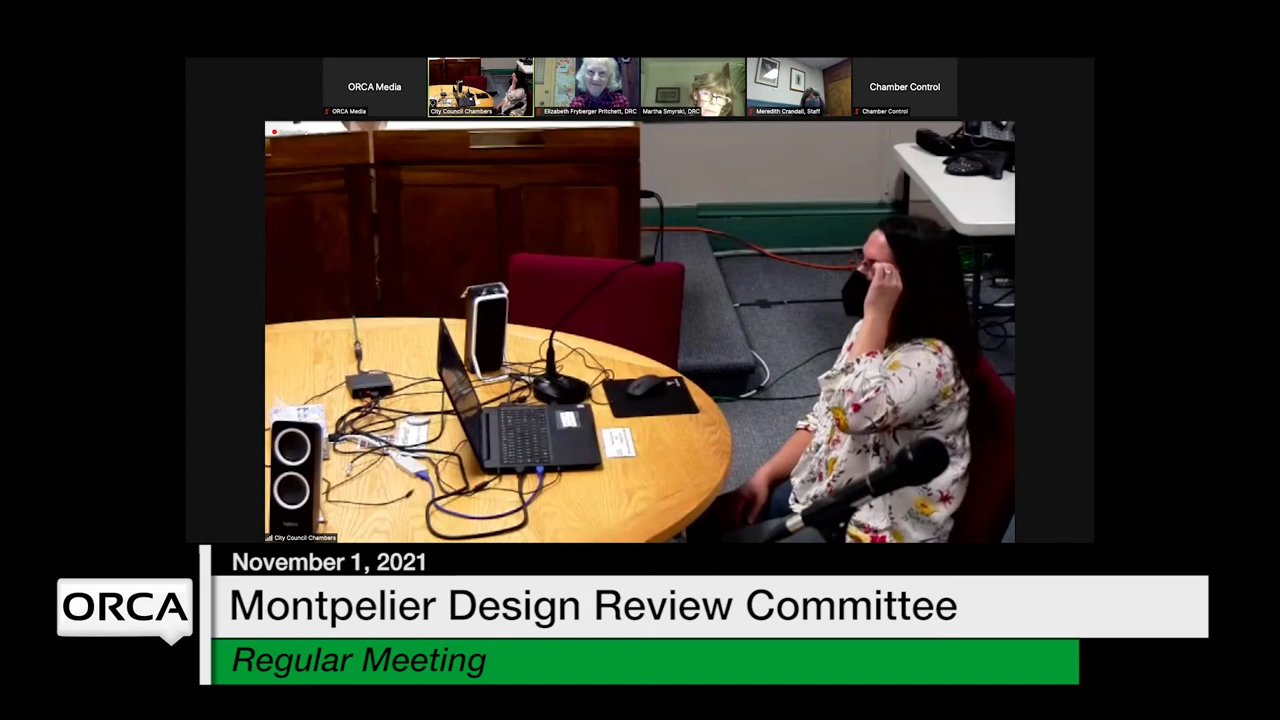 ORCA Media
Chamber Control
ORCA Media
City Council Chambers
Elizabeth Fryberger Pritchett, DRC
Martha Smyrski, DRC
Meredith Crandall, Staff
Chamber Control
City Council Chambers
November 1, 2021
ORCA
Montpelier Design Review Committee
Regular Meeting